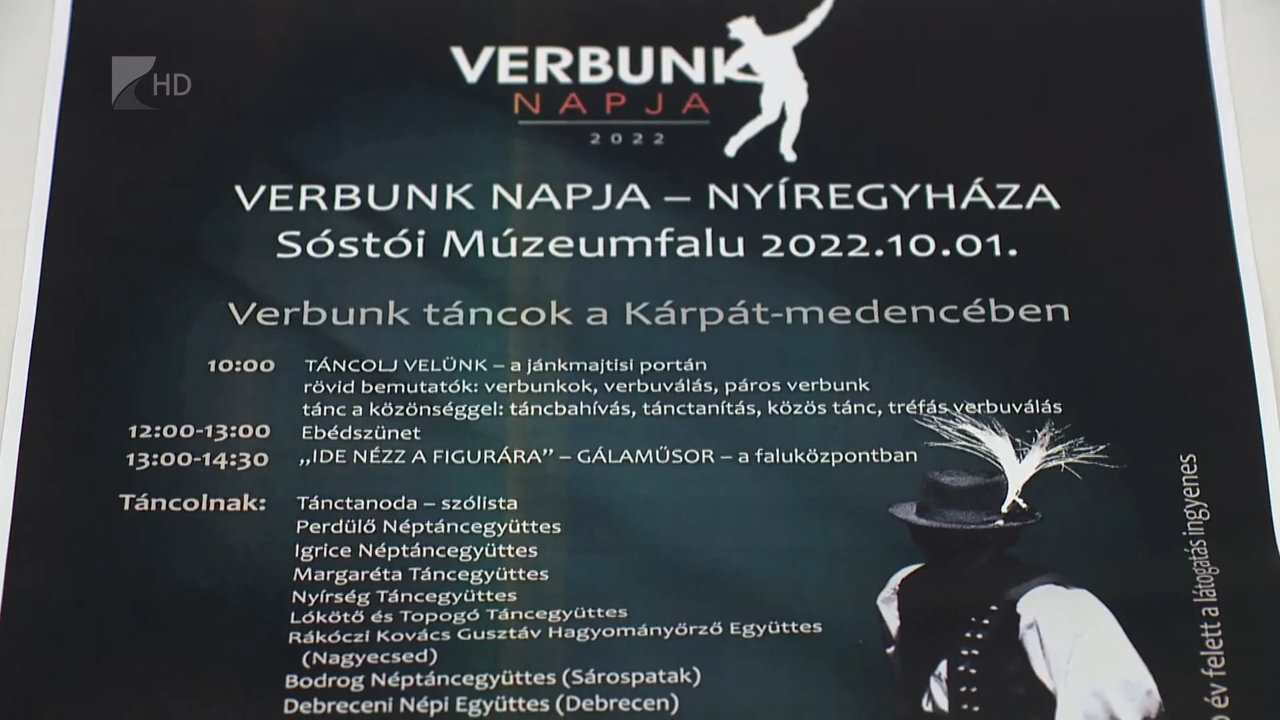 HD
VERBUNK
NAPJA
2022
VERBUNK NAPJA – NYÍREGYHÁZA
Sóstói Múzeumfalu 2022.10.01.
Verbunk táncok a Kárpát-medencében
10:00 TÁNCOLJ VELÜNK – a jánkmajtisi portán
rövid bemutatók: verbunkok, verbuválás, páros verbunk
tánc a közönséggel: táncbahívás, tánctanítás, közös tánc, tréfás verbuválás
12:00-13:00 Ebédszünet
13:00-14:30 „IDE NÉZZ A FIGURÁRA” – GÁLAMŰSOR – a faluközpontban
Táncolnak: Tánctanoda – szólista
Perdülő Néptáncegyüttes
Igrice Néptáncegyüttes
Margaréta Táncegyüttes
Nyírség Táncegyüttes
Lókötő és Topogó Táncegyüttes
Rákóczi Kovács Gusztáv Hagyományőrző Együttes
(Nagyecsed)
Bodrog Néptáncegyüttes (Sárospatak)
Debreceni Népi Együttes (Debrecen)
év felett a látogatás ingyenes